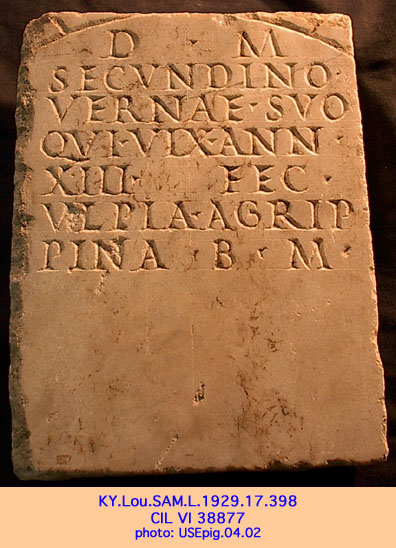 D · M
SECVNDINO ·
VERNAE · SVO
QVI · VIX · ANN ·
XIII · FEC ·
VLPIA · AGRIP
PINA B · M ·
KY.Lou.SAM.L.1929.17.398
CIL VI 38877
photo: USEpig.04.02